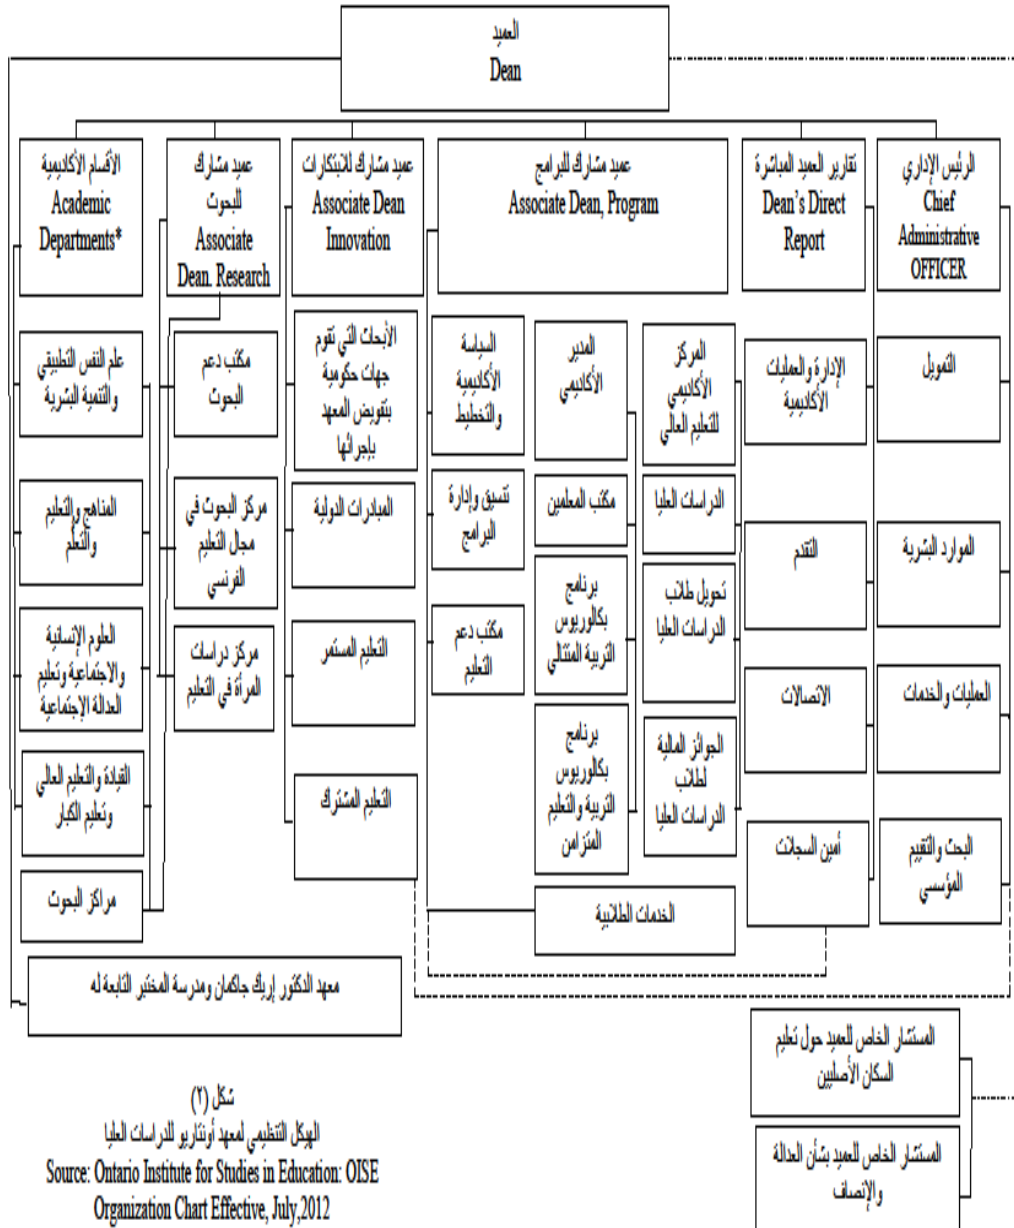 العميد
Dean
الأقسام الأكاديمية
Academic
Departments*
عميد مشارك
للبحوث
Associate
Dean. Research
عميد مشارك للابتكارات
Associate Dean
Innovation
عميد مشارك للبرامج
Associate Dean, Program
تقارير العميد المباشرة
Dean's Direct
Report
الرئيس الإداري
Chief
Administrative
OFFICER
علم النفس التطبيقي
والتنمية البشرية
المناهج والتعليم
والتعلم
العلوم الإنسانية
والاجتماعية وتعليم
العدالة الإجتماعية
القيادة والتعليم العالى
وتعليم الكبار
مراكز البحوث
مكتب دعم
البحوث
مركز البحوث في
مجال التعليم
الفرنسي
مركز دراسات
المرأة في التعليم
الأبحاث التي تقوم
جهات حكومية
بتفويض المعهد
بإجرائها
المبادرات الدولية
التعليم المستمر
التعليم المشترك
السياسة
الأكاديمية
والتخطيط
تنسيق وإدارة
البرامج
مكتب دعم
التعليم
المدير
الأكاديمي
مكتب المعلمين
برنامج
بكالوريوس
التربية المتتالي
برنامج
بكالوريوس
التربية والتعليم
المتزامن
الخدمات الطلابية
المركز
الأكاديمي
للتعليم العالي
الدراسات العليا
تحويل طلاب
الدراسات العليا
الجوائز المالية
لطلاب
الدراسات العليا
الإدارة والعمليات
الأكاديمية
التقدم
الاتصالات
أمين السجلات
التمويل
الموارد البشرية
العمليات والخدمات
البحث والتقييم
المؤسسي
معهد الدكتور إريك جاكمان ومدرسة المختبر التابعة له
المستشار الخاص للعميد حول تعليم
السكان الأصليين
المستشار الخاص للعميد بشأن العدالة
والإنصاف
شكل (٢)
الهيكل التنظيمي لمعهد أونتاريو للدراسات العليا
Source: Ontario Institute for Studies in Education: OISE
Organization Chart Effective, July,2012